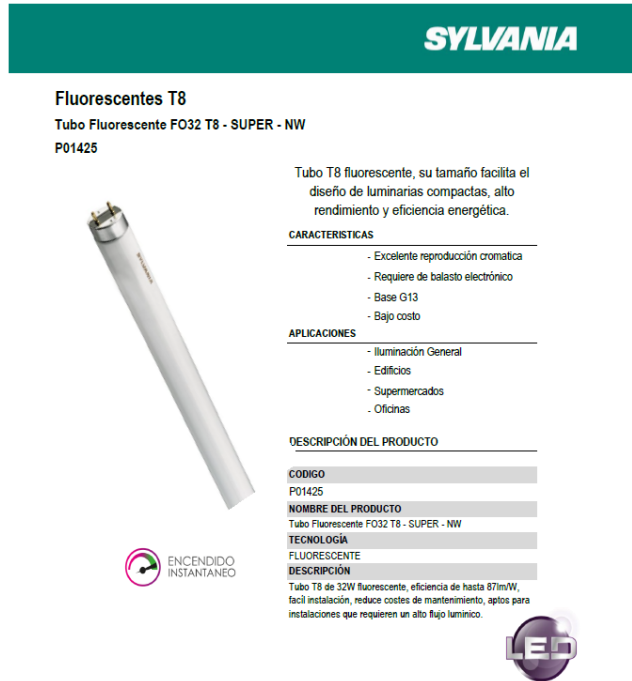 SYLVANIA
Fluorescentes T8
Tubo Fluorescente FO32 T8 - SUPER - NW
P01425
Tubo T8 fluorescente, su tamaño facilita el
diseño de luminarias compactas, alto
rendimiento y eficiencia energética.
CARACTERISTICAS
- Excelente reproducción cromatica
- Requiere de balasto electrónico
- Base G13
- Bajo costo
APLICACIONES
- Iluminación General
- Edificios
- Supermercados
- Oficinas
DESCRIPCIÓN DEL PRODUCTO
CODIGO
P01425
NOMBRE DEL PRODUCTO
Tubo Fluorescente FO32 T8 - SUPER - NW
TECNOLOGÍA
FLUORESCENTE
DESCRIPCIÓN
Tubo T8 de 32W fluorescente, eficiencia de hasta 87lm/W,
facíl instalación, reduce costes de mantenimiento, aptos para
instalaciones que requieren un alto flujo luminico.
SYLVANIA
ENCENDIDO
INSTANTANEO
LED